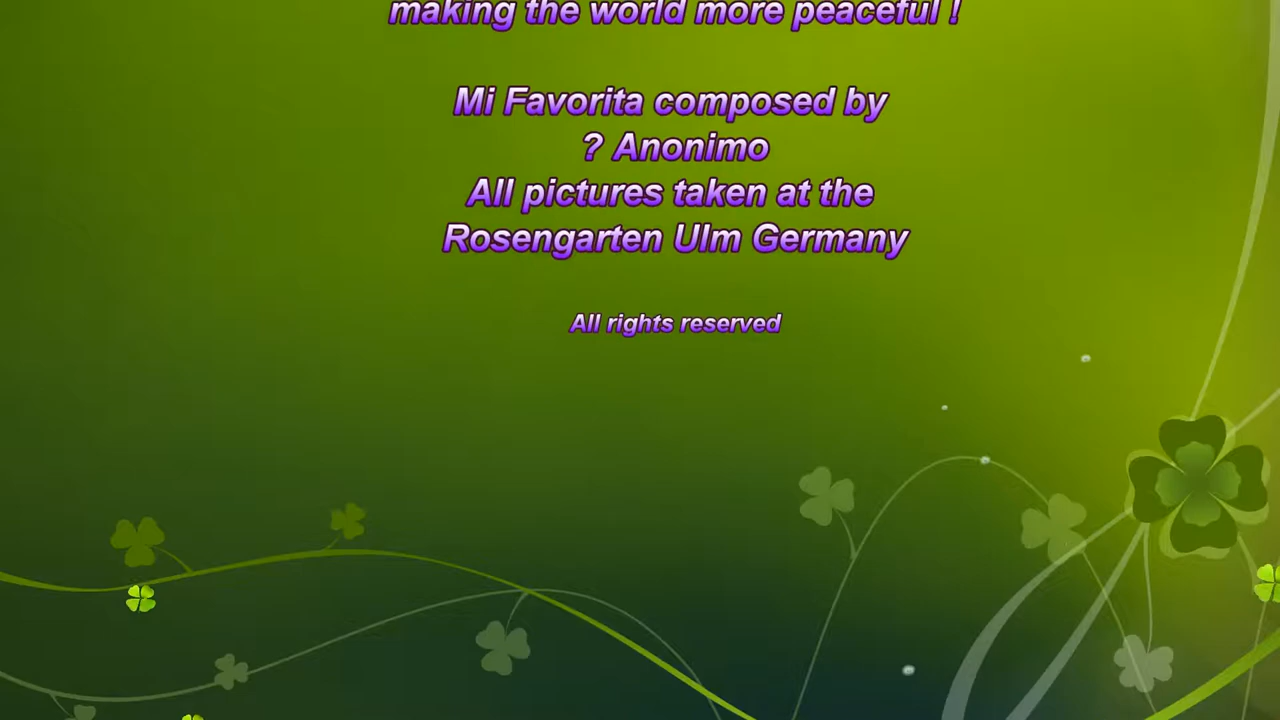 making the world more peaceful !
Mi Favorita composed by
? Anonimo
All pictures taken at the
Rosengarten Ulm Germany
All rights reserved